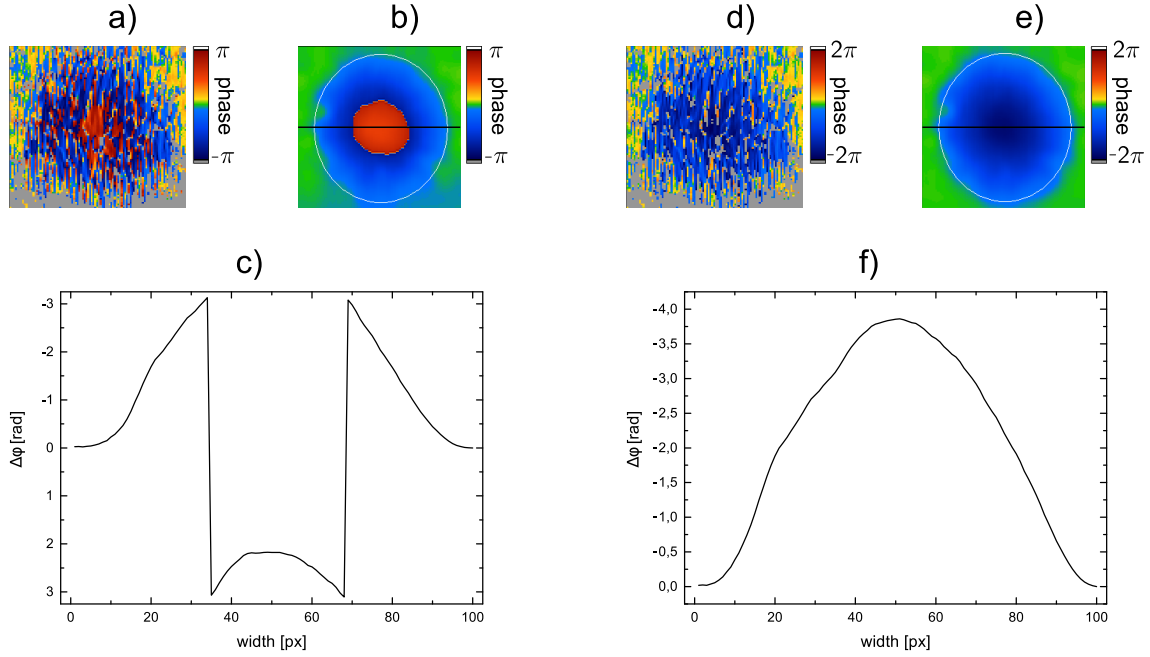 a)
b)
d)
e)
π
phase
-π
π
phase
-π
2π
phase
-2π
2π
phase
-2π
c)
f)
-3
-2
-1
0
1
2
3
Δφ [rad]
0
20
40
60
80
100
width [px]
-4,0
-3,5
-3,0
-2,5
-2,0
-1,5
-1,0
-0,5
0,0
Δφ [rad]
0
20
40
60
80
100
width [px]